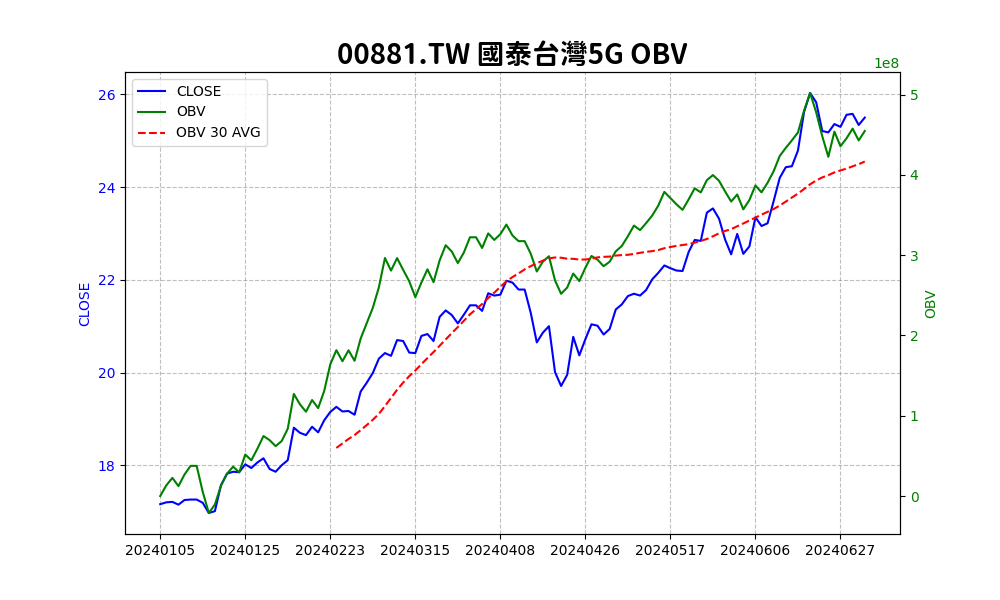 00881.TW 國泰台灣5G OBV
1e8
CLOSE
OBV
OBV 30 AVG
26
24
22
20
18
CLOSE
5
4
3
2
1
0
OBV
20240105 20240125 20240223 20240315 20240408 20240426 20240517 20240606 20240627